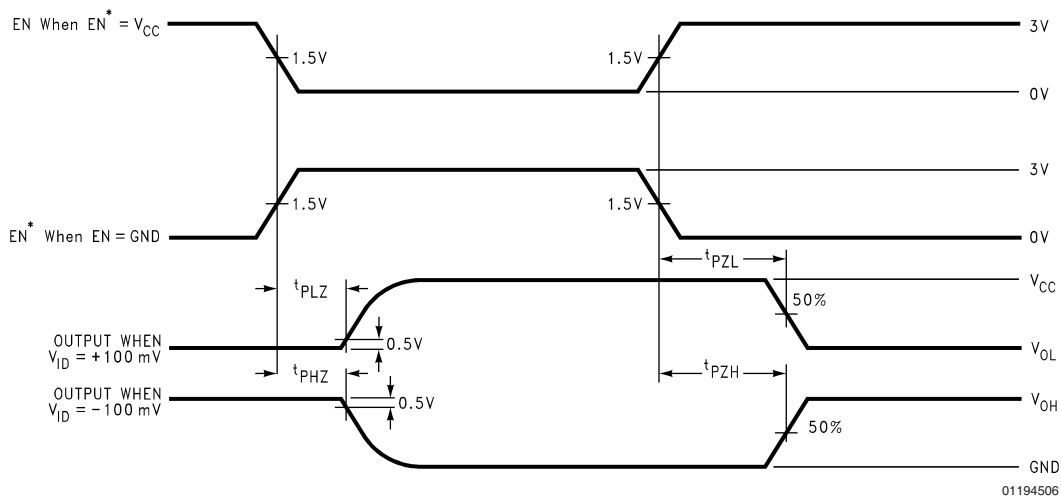 EN When EN* = VCC
3V
1.5V
1.5V
0V
3V
1.5V
1.5V
EN* When EN = GND
0V
tPZL
VCC
tPLZ
50%
OUTPUT WHEN
VID = +100 mV
0.5V
VOL
tPHZ
tPZH
OUTPUT WHEN
VID = −100 mV
0.5V
VOH
50%
GND
01194506